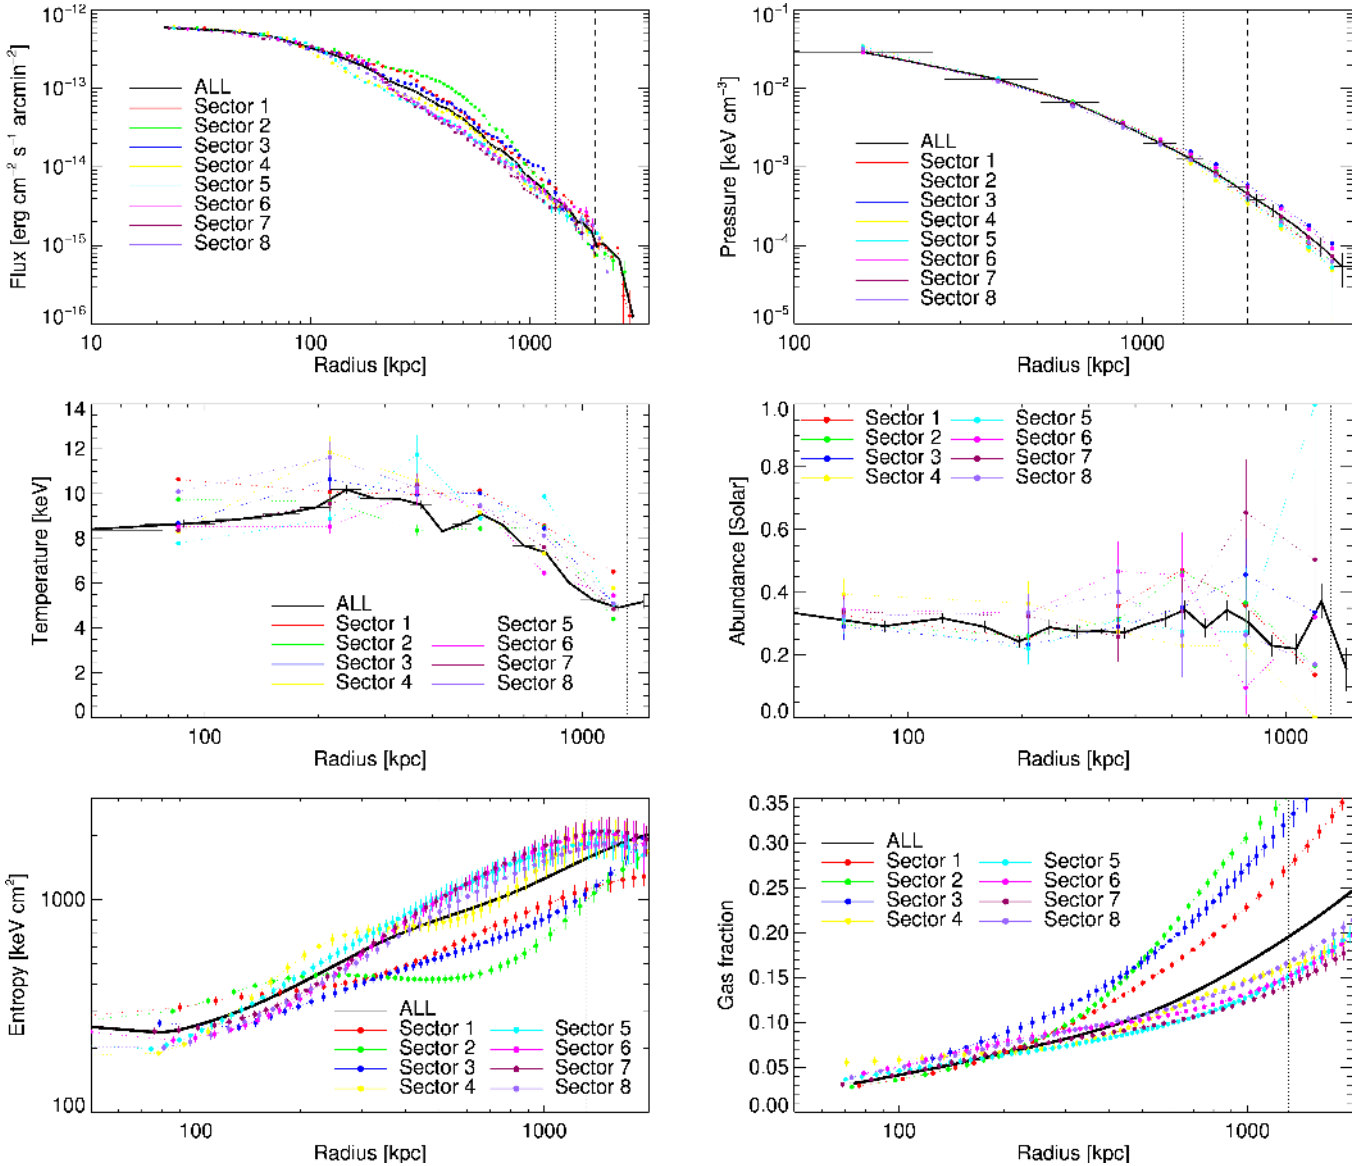 10⁻¹²
10⁻¹³
10⁻¹⁴
10⁻¹⁵
10⁻¹⁶
Flux [erg cm⁻² s⁻¹ arcmin⁻²]
ALL
Sector 1
Sector 2
Sector 3
Sector 4
Sector 5
Sector 6
Sector 7
Sector 8
10
100
1000
Radius [kpc]
10⁻¹
10⁻²
10⁻³
10⁻⁴
10⁻⁵
Pressure [keV cm⁻³]
ALL
Sector 1
Sector 2
Sector 3
Sector 4
Sector 5
Sector 6
Sector 7
Sector 8
100
1000
Radius [kpc]
14
12
10
8
6
4
2
0
Temperature [keV]
ALL
Sector 1
Sector 2
Sector 3
Sector 4
Sector 5
Sector 6
Sector 7
Sector 8
100
1000
Radius [kpc]
1.0
0.8
0.6
0.4
0.2
0.0
Abundance [Solar]
Sector 1
Sector 2
Sector 3
Sector 4
Sector 5
Sector 6
Sector 7
Sector 8
100
1000
Radius [kpc]
1000
100
Entropy [keV cm²]
ALL
Sector 1
Sector 2
Sector 3
Sector 4
Sector 5
Sector 6
Sector 7
Sector 8
100
1000
Radius [kpc]
0.35
0.30
0.25
0.20
0.15
0.10
0.05
0.00
Gas fraction
ALL
Sector 1
Sector 2
Sector 3
Sector 4
Sector 5
Sector 6
Sector 7
Sector 8
100
1000
Radius [kpc]